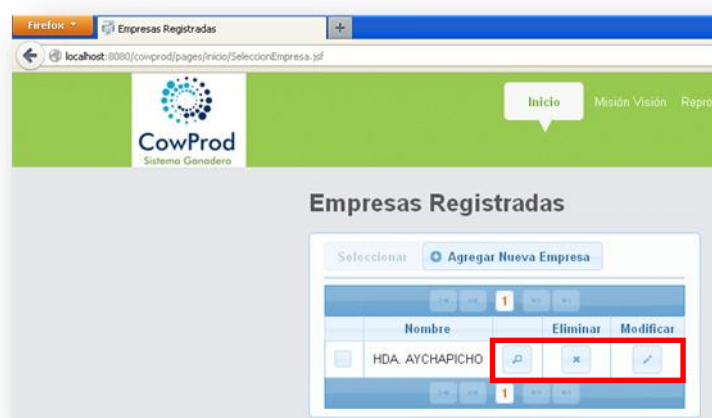 Firefox
Empresas Registradas
localhost:8080/cowprod/pages/inicio/SeleccionEmpresa.jsf
CowProd
Sistema Ganadero
Inicio Misión Visión Repro
Empresas Registradas
Seleccionar Agregar Nueva Empresa
1
Nombre Eliminar Modificar
HDA. AYCHAPICHO
1